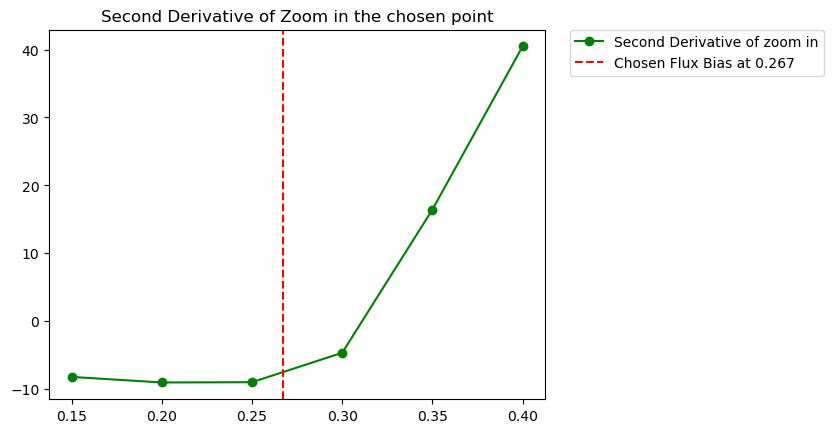 Second Derivative of Zoom in the chosen point
40
30
20
10
0
−10
0.15 0.20 0.25 0.30 0.35 0.40
Second Derivative of zoom in
Chosen Flux Bias at 0.267